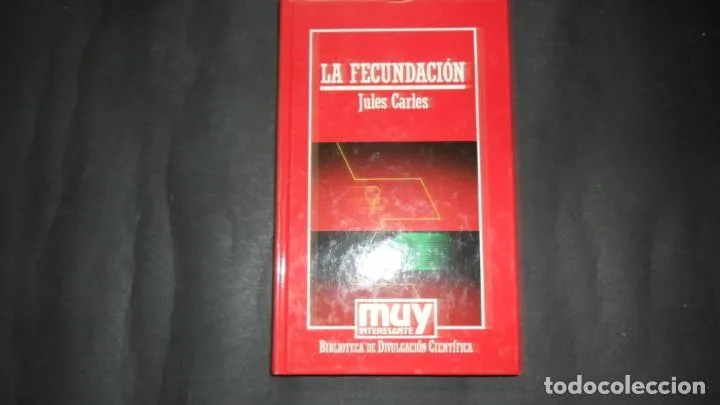 LA FECUNDACIÓN
Jules Carles
muy
INTERESANTE
BIBLIOTECA DE DIVULGACIÓN CIENTÍFICA
todocoleccion